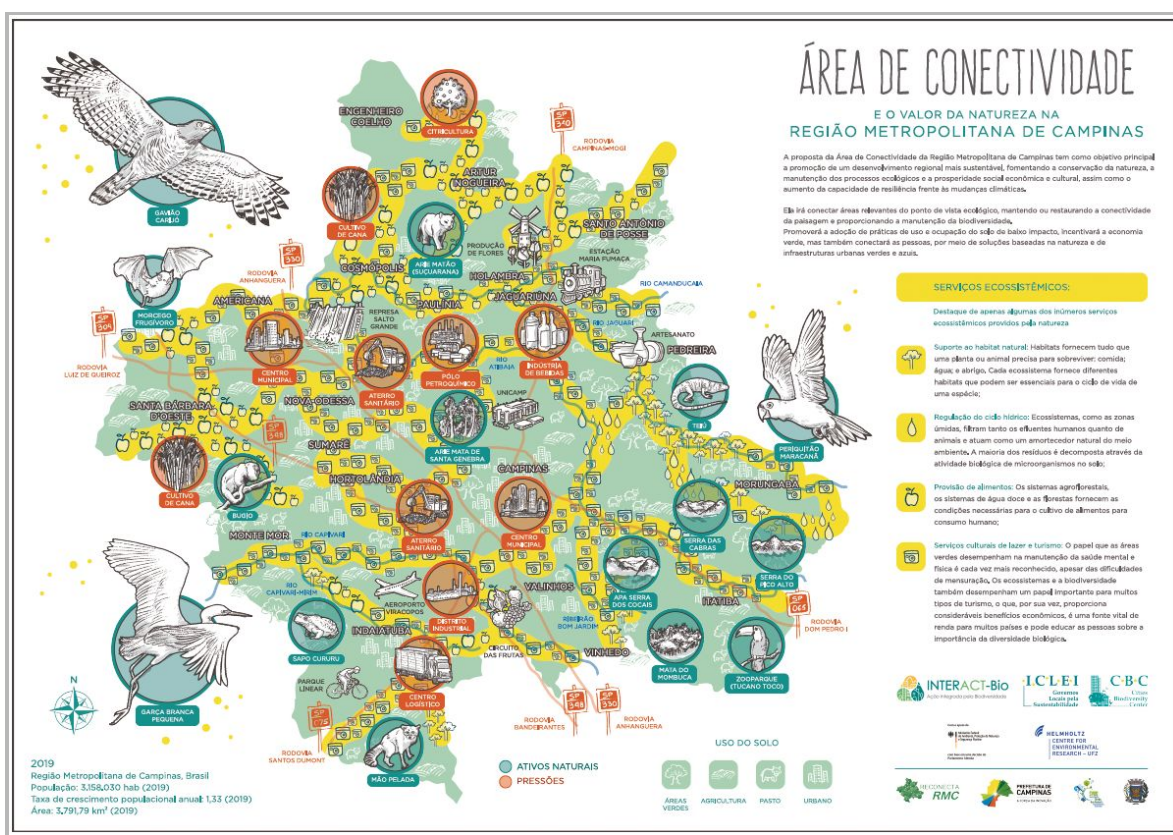 ÁREA DE CONECTIVIDADE
E O VALOR DA NATUREZA NA
REGIÃO METROPOLITANA DE CAMPINAS
A proposta da Área de Conectividade da Região Metropolitana de Campinas tem como objetivo principal
a promoção de um desenvolvimento regional mais sustentável, fomentando a conservação da natureza, a
manutenção dos processos ecológicos e a prosperidade social econômica e cultural, assim como o
aumento da capacidade de resiliência frente às mudanças climáticas.
Ela irá conectar áreas relevantes do ponto de vista ecológico, mantendo ou restaurando a conectividade
da paisagem e proporcionando a manutenção da biodiversidade.
Promoverá a adoção de práticas de uso e ocupação do solo de baixo impacto, incentivará a economia
verde, mas também conectará as pessoas, por meio de soluções baseadas na natureza e de
infraestruturas urbanas verdes e azuis.
SERVIÇOS ECOSSISTÊMICOS:
Destaque de apenas algumas dos inúmeros serviços
ecossistêmicos providos pela natureza
Suporte ao habitat natural: Habitats fornecem tudo que
uma planta ou animal precisa para sobreviver: comida;
água; e abrigo. Cada ecossistema fornece diferentes
habitats que podem ser essenciais para o ciclo de vida de
uma espécie;
Regulação do ciclo hídrico: Ecossistemas, como as zonas
úmidas, filtram tanto os efluentes humanos quanto de
animais e atuam como um amortecedor natural do meio
ambiente. A maioria dos resíduos é decomposta através da
atividade biológica de microorganismos no solo;
Provisão de alimentos: Os sistemas agroflorestais,
os sistemas de água doce e as florestas fornecem as
condições necessárias para o cultivo de alimentos para
consumo humano;
Serviços culturais de lazer e turismo: O papel que as áreas
verdes desempenham na manutenção da saúde mental e
física é cada vez mais reconhecido, apesar das dificuldades
de mensuração. Os ecossistemas e a biodiversidade
também desempenham um papel importante para muitos
tipos de turismo, o que, por sua vez, proporciona
consideráveis benefícios econômicos, é uma fonte vital de
renda para muitos países e pode educar as pessoas sobre a
importância da diversidade biológica.
GAVIÃO
CARIJÓ
MORCEGO
FRUGÍVORO
ENGENHEIRO
COELHO
CITRICULTURA
SP
340
RODOVIA
CAMPINAS-MOGI
ARTUR
NOGUEIRA
CULTIVO
DE CANA
ARIE MATÃO
(SUÇUARANA)
PRODUÇÃO
DE FLORES
SANTO ANTÔNIO
DE POSSE
ESTAÇÃO
MARIA FUMAÇA
SP
330
RODOVIA
ANHANGUERA
COSMÓPOLIS
HOLAMBRA
PAULÍNIA
JAGUARIÚNA
RIO CAMANDUCAIA
AMERICANA
REPRESA
SALTO
GRANDE
RIO JAGUARI
ARTESANATO
PEDREIRA
SP
304
RODOVIA
LUIZ DE QUEIROZ
CENTRO
MUNICIPAL
ATERRO
SANITÁRIO
PÓLO
PETROQUÍMICO
RIO
ATIBAIA
INDÚSTRIA
DE BEBIDAS
NOVA ODESSA
UNICAMP
TEIÚ
PERIQUITÃO
MARACANÃ
SANTA BÁRBARA
D'OESTE
SP
348
SUMARÉ
ARIE MATA DE
SANTA GENEBRA
CULTIVO
DE CANA
BUGIO
HORTOLÂNDIA
CAMPINAS
MORUNGABA
ATERRO
SANITÁRIO
CENTRO
MUNICIPAL
SERRA DAS
CABRAS
MONTE MOR
RIO CAPIVARI
SERRA DO
PICO ALTO
RIO
CAPIVARI-MIRIM
AEROPORTO
VIRACOPOS
DISTRITO
INDUSTRIAL
VALINHOS
APA SERRA
DOS COCAIS
ITATIBA
SP
065
RODOVIA
DOM PEDRO I
RIBEIRÃO
BOM JARDIM
SAPO CURURU
INDAIATUBA
CIRCUITO
DAS FRUTAS
VINHEDO
MATA DO
MOMBUCA
ZOOPARQUE
(TUCANO TOCO)
PARQUE
LINEAR
CENTRO
LOGÍSTICO
GARÇA BRANCA
PEQUENA
N
SP
075
RODOVIA
SANTOS DUMONT
MÃO PELADA
SP
348
SP
330
RODOVIA
BANDEIRANTES
RODOVIA
ANHANGUERA
2019
Região Metropolitana de Campinas, Brasil
População: 3.158.030 hab (2019)
Taxa de crescimento populacional anual: 1,33 (2019)
Área: 3,791,79 km² (2019)
ATIVOS NATURAIS
PRESSÕES
USO DO SOLO
ÁREAS
VERDES
AGRICULTURA
PASTO
URBANO
INTERACT-Bio
Ação integrada pela Biodiversidade
I.C.L.E.I
Governos
Locais pela
Sustentabilidade
C·B·C
Cities
Biodiversity
Center
HELMHOLTZ
CENTRE FOR
ENVIRONMENTAL
RESEARCH – UFZ
RECONECTA
RMC
PREFEITURA DE
CAMPINAS